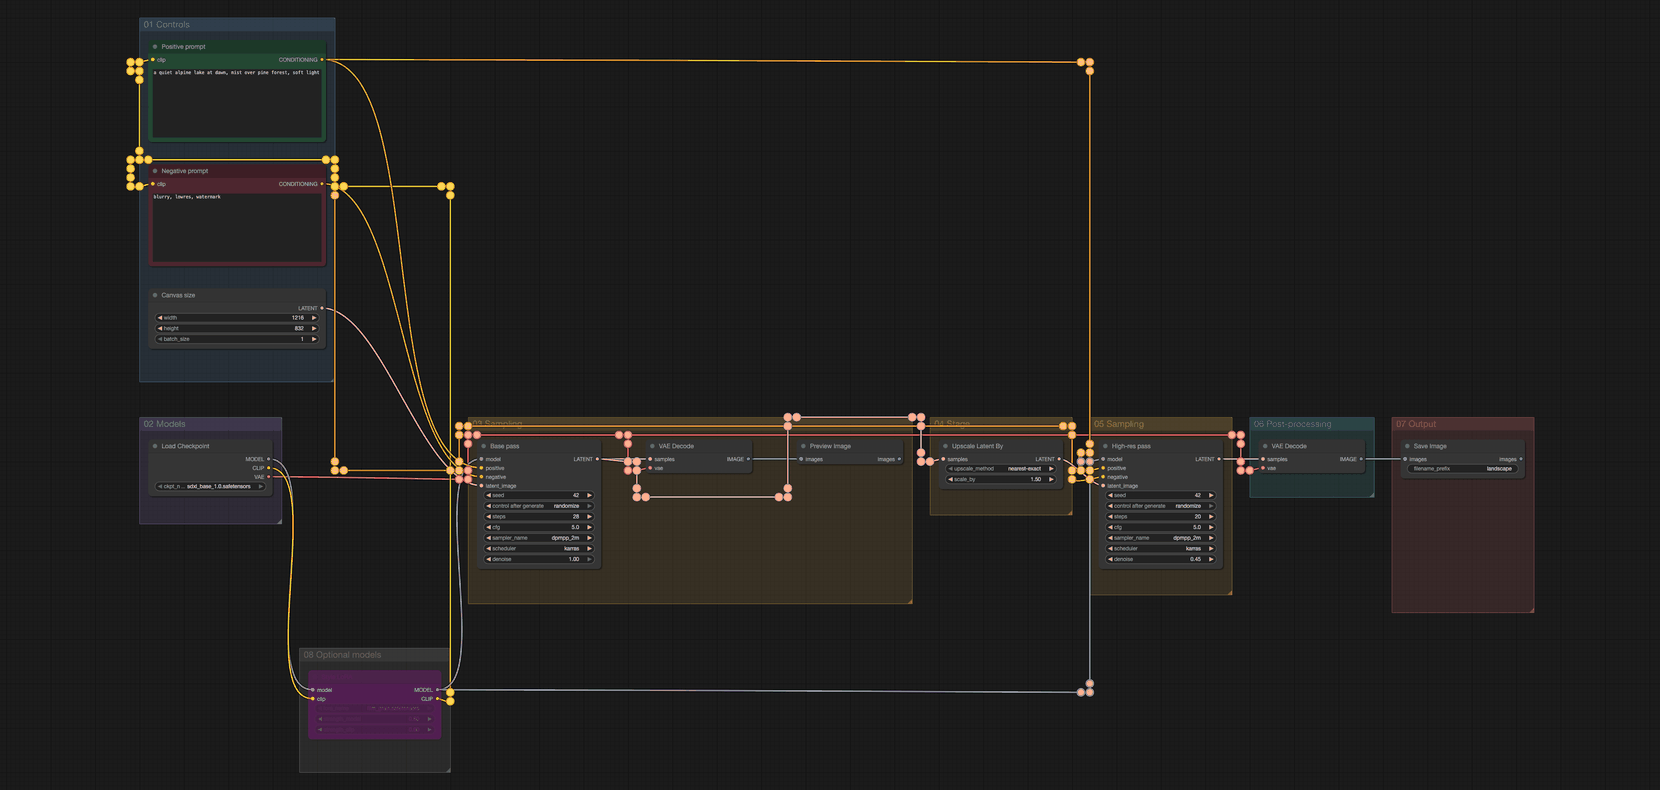 01 Controls
Positive prompt
clip
CONDITIONING
a quiet alpine lake at dawn, mist over pine forest, soft light
Negative prompt
clip
CONDITIONING
blurry, lowres, watermark
Canvas size
LATENT
width 1216
height 832
batch_size 1
02 Models
Load Checkpoint
MODEL
CLIP
VAE
ckpt_n... sdxl_base_1.0.safetensors
03 Sampling
Base pass
model LATENT
positive
negative
latent_image
seed 42
control after generate randomize
steps 28
cfg 5.0
sampler_name dpmpp_2m
scheduler karras
denoise 1.00
VAE Decode
samples IMAGE
vae
Preview image
images images
04 Stage
Upscale Latent By
samples LATENT
upscale_method nearest-exact
scale_by 1.50
05 Sampling
High-res pass
model LATENT
positive
negative
latent_image
seed 42
control after generate randomize
steps 20
cfg 5.0
sampler_name dpmpp_2m
scheduler karras
denoise 0.45
06 Post-processing
VAE Decode
samples IMAGE
vae
07 Output
Save image
images images
filename_prefix landscape
08 Optional models
model MODEL
clip CLIP